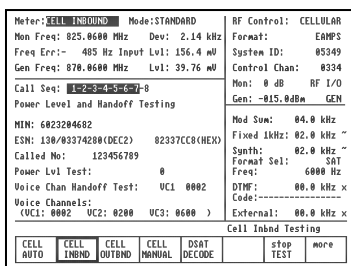 Meter:CELL INBOUND Mode:STANDARD
Mon Freq: 825.0600 MHz Dev: 2.14 kHz
Freq Err:- 485 Hz Input Lvl: 156.4 mV
Gen Freq: 870.0600 MHz Lvl: 39.76 mV
Call Seq: 1-2-3-4-5-6-7-8
Power Level and Handoff Testing
MIN: 6023204682
ESN: 130/03374280(DEC2) 82337CC8(HEX)
Called No: 123456789
Power Lvl Test: 0
Voice Chan Handoff Test: VC1 0002
Voice Channels:
(VC1: 0002 VC2: 0200 VC3: 0600 )
RF Control: CELLULAR
Format: EAMPS
System ID: 05349
Control Chan: 0334
Mon: 0 dB RF I/O
Gen: -015.0dBm GEN
Mod Sum: 04.0 kHz
Fixed 1kHz: 02.0 kHz ~
Synth: 02.0 kHz ~
Format Sel: SAT
Freq: 6000 Hz
DTMF: 00.0 kHz x
Code:--------------
External: 00.0 kHz x
Cell Inbnd Testing
CELL AUTO
CELL INBND
CELL OUTBND
CELL MANUAL
DSAT DECODE
stop TEST
more